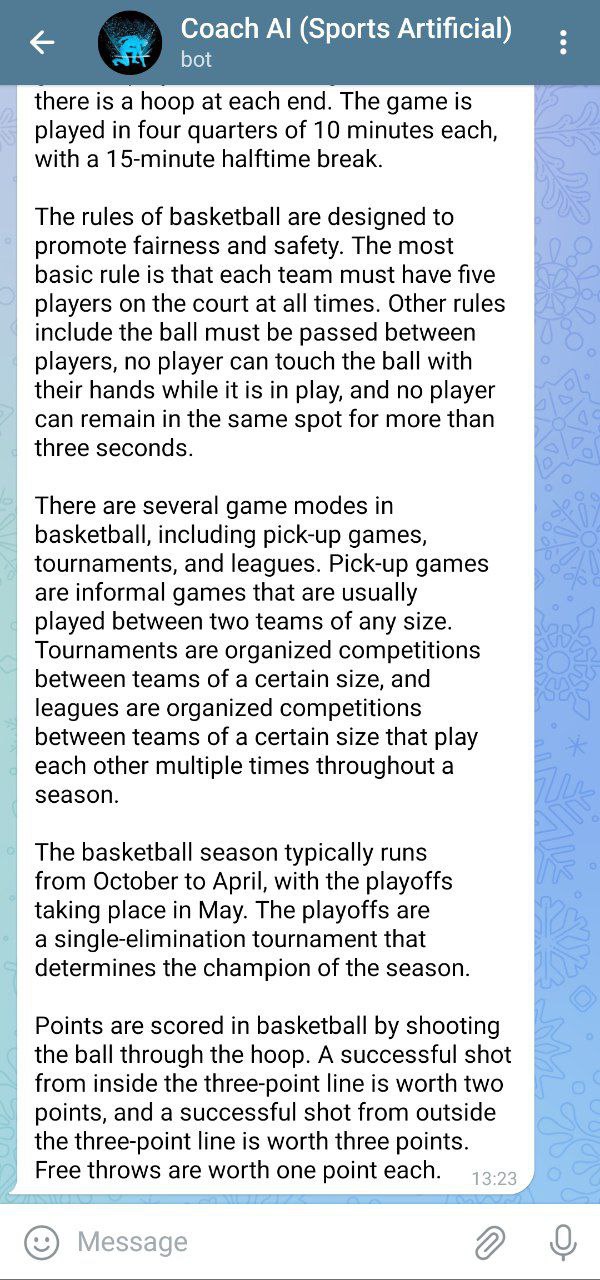 Coach AI (Sports Artificial)
bot
there is a hoop at each end. The game is
played in four quarters of 10 minutes each,
with a 15-minute halftime break.
The rules of basketball are designed to
promote fairness and safety. The most
basic rule is that each team must have five
players on the court at all times. Other rules
include the ball must be passed between
players, no player can touch the ball with
their hands while it is in play, and no player
can remain in the same spot for more than
three seconds.
There are several game modes in
basketball, including pick-up games,
tournaments, and leagues. Pick-up games
are informal games that are usually
played between two teams of any size.
Tournaments are organized competitions
between teams of a certain size, and
leagues are organized competitions
between teams of a certain size that play
each other multiple times throughout a
season.
The basketball season typically runs
from October to April, with the playoffs
taking place in May. The playoffs are
a single-elimination tournament that
determines the champion of the season.
Points are scored in basketball by shooting
the ball through the hoop. A successful shot
from inside the three-point line is worth two
points, and a successful shot from outside
the three-point line is worth three points.
Free throws are worth one point each.
13:23
Message